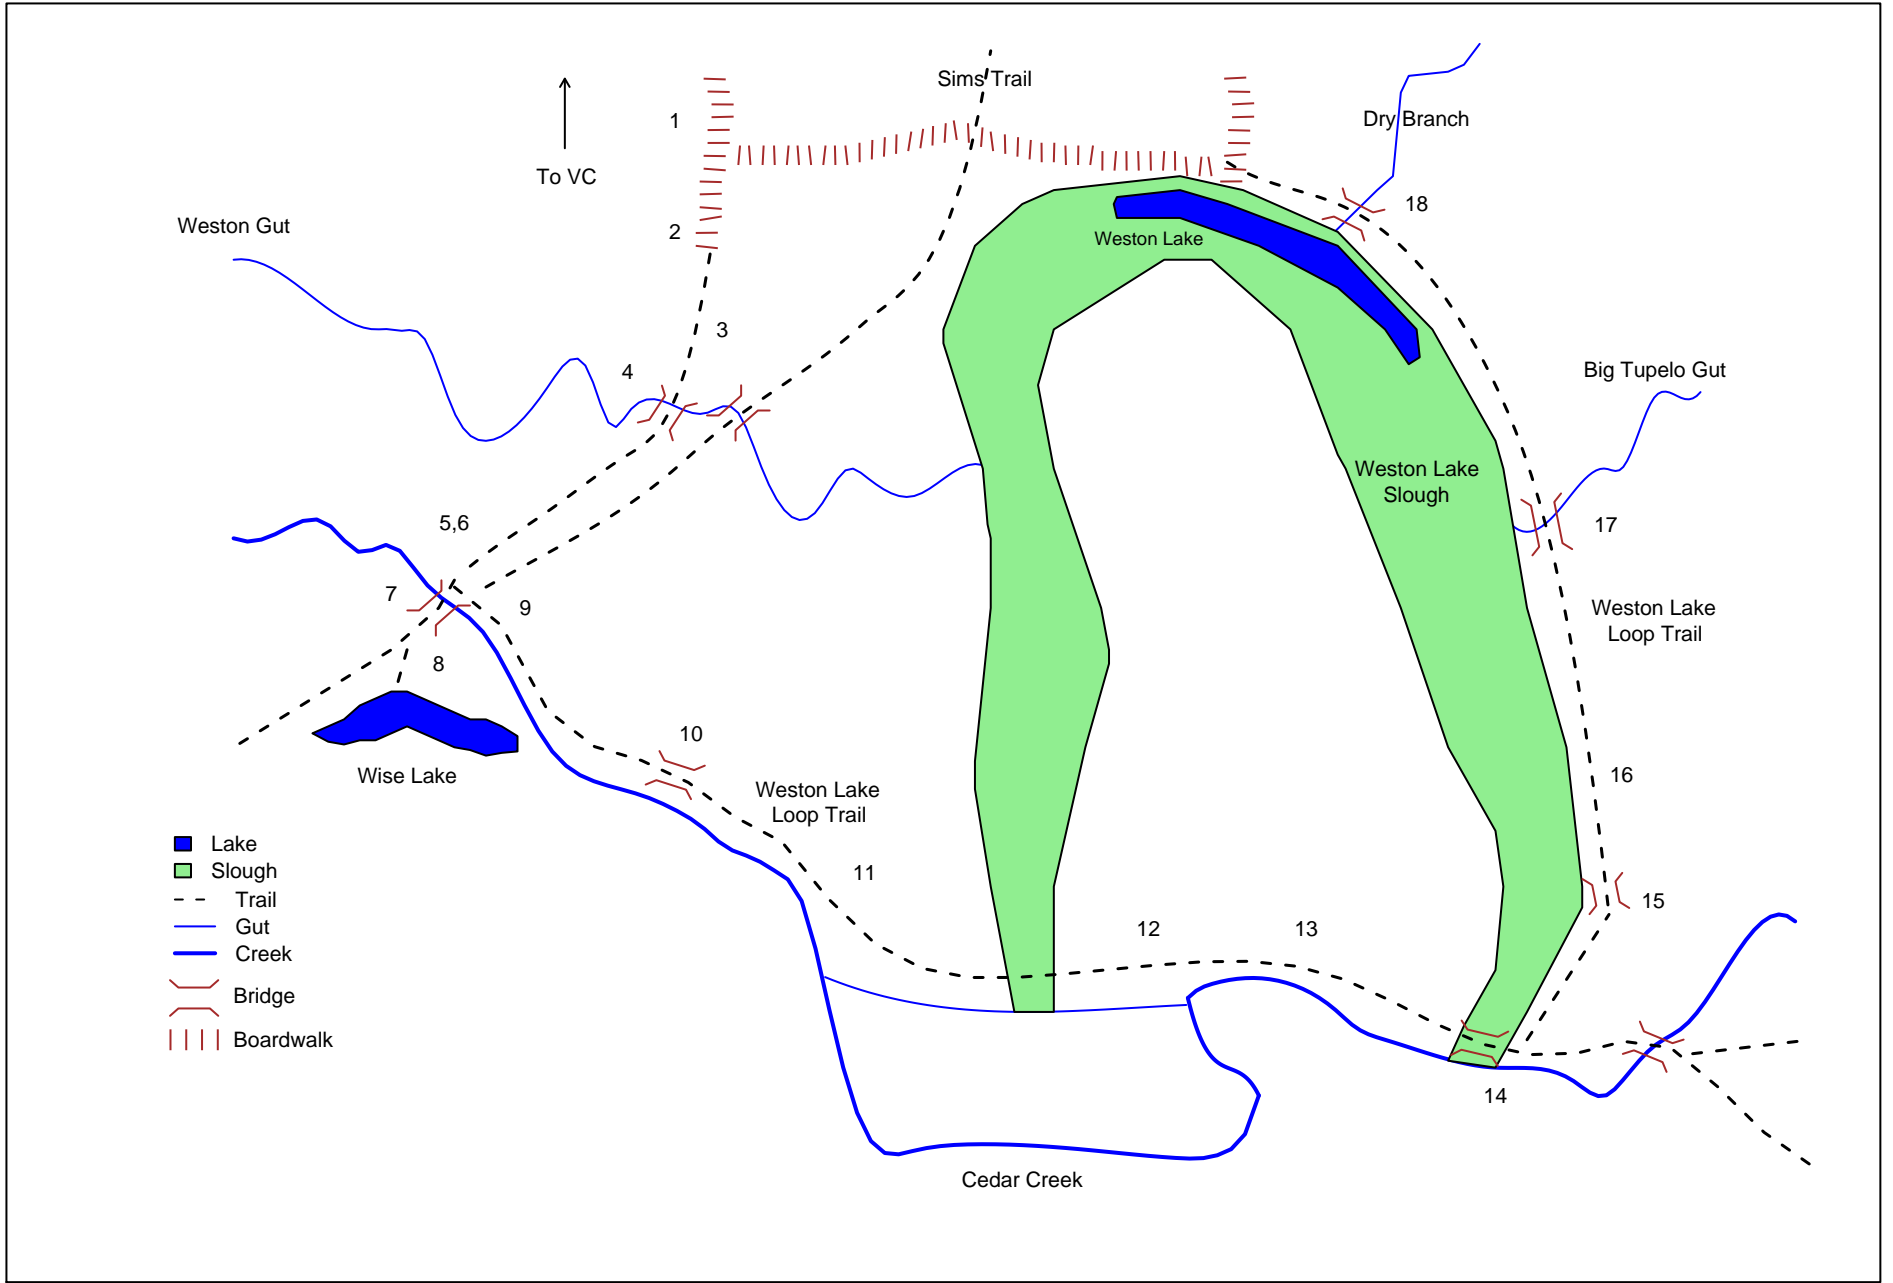 Sims Trail
1
Dry Branch
To VC
18
Weston Gut
2
Weston Lake
3
4
Big Tupelo Gut
Weston Lake
Slough
5,6
17
7
9
Weston Lake
Loop Trail
8
10
Wise Lake
Weston Lake
Loop Trail
16
11
15
12
13
Lake
Slough
Trail
Gut
Creek
Bridge
Boardwalk
14
Cedar Creek